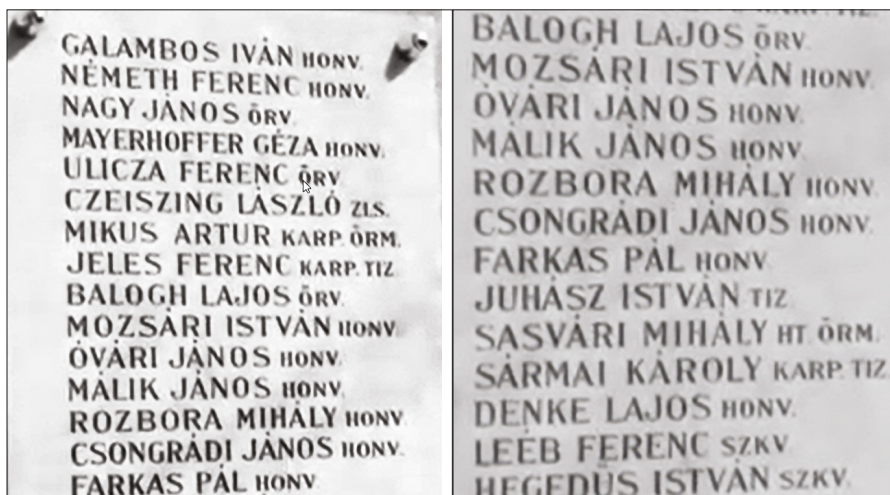 GALAMBOS IVÁN HONV.
NÉMETH FERENC HONV.
NAGY JÁNOS ŐRV.
MAYERHOFFER GÉZA HONV.
ULICZA FERENC ŐRV.
CZEISZING LÁSZLÓ ZLS.
MIKUS ARTUR KARP. ŐRM.
JELES FERENC KARP. TIZ.
BALOGH LAJOS ŐRV.
MOZSÁRI ISTVÁN HONV.
ÓVÁRI JÁNOS HONV.
MÁLIK JÁNOS HONV.
ROZBORA MIHÁLY HONV.
CSONGRÁDI JÁNOS HONV.
FARKAS PÁL HONV.
BALOGH LAJOS ŐRV.
MOZSÁRI ISTVÁN HONV.
ÓVÁRI JÁNOS HONV.
MÁLIK JÁNOS HONV.
ROZBORA MIHÁLY HONV.
CSONGRÁDI JÁNOS HONV.
FARKAS PÁL HONV.
JUHÁSZ ISTVÁN TIZ.
SASVÁRI MIHÁLY HT. ŐRM.
SÁRMAI KÁROLY KARP. TIZ.
DENKE LAJOS HONV.
LEÉB FERENC SZKV.
HEGEDŰS ISTVÁN SZKV.